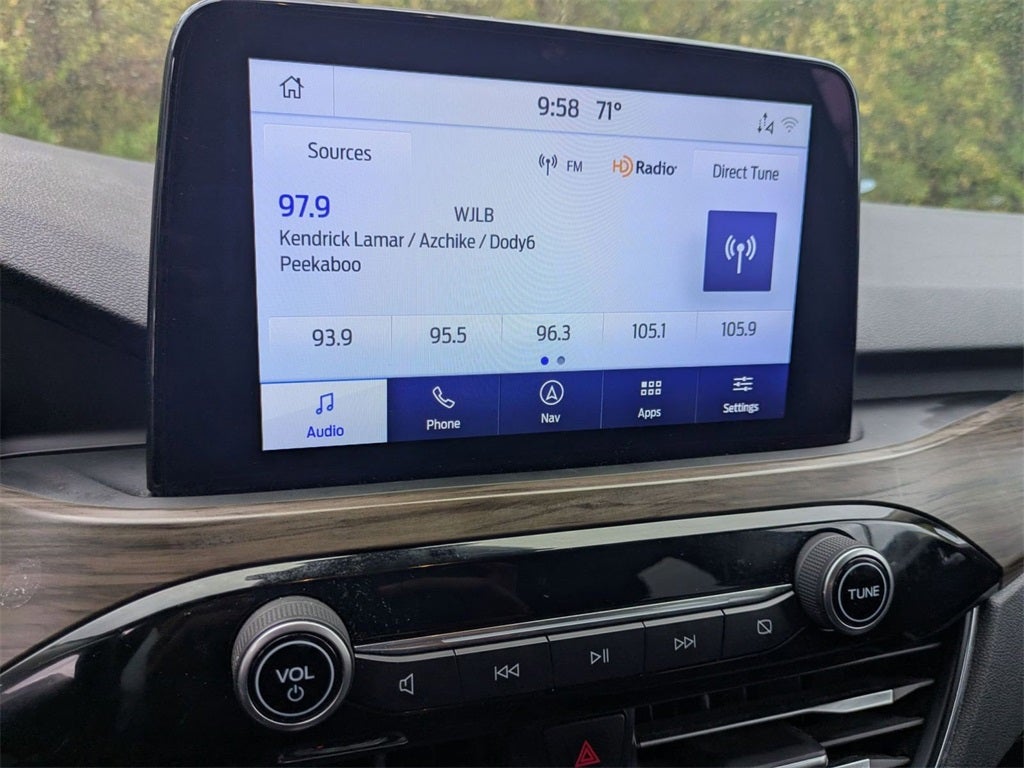 9:58 71°
Sources
FM
HD Radio
Direct Tune
97.9
WJLB
Kendrick Lamar / Azchike / Dody6
Peekaboo
93.9 95.5 96.3 105.1 105.9
Audio Phone Nav Apps Settings
VOL
TUNE